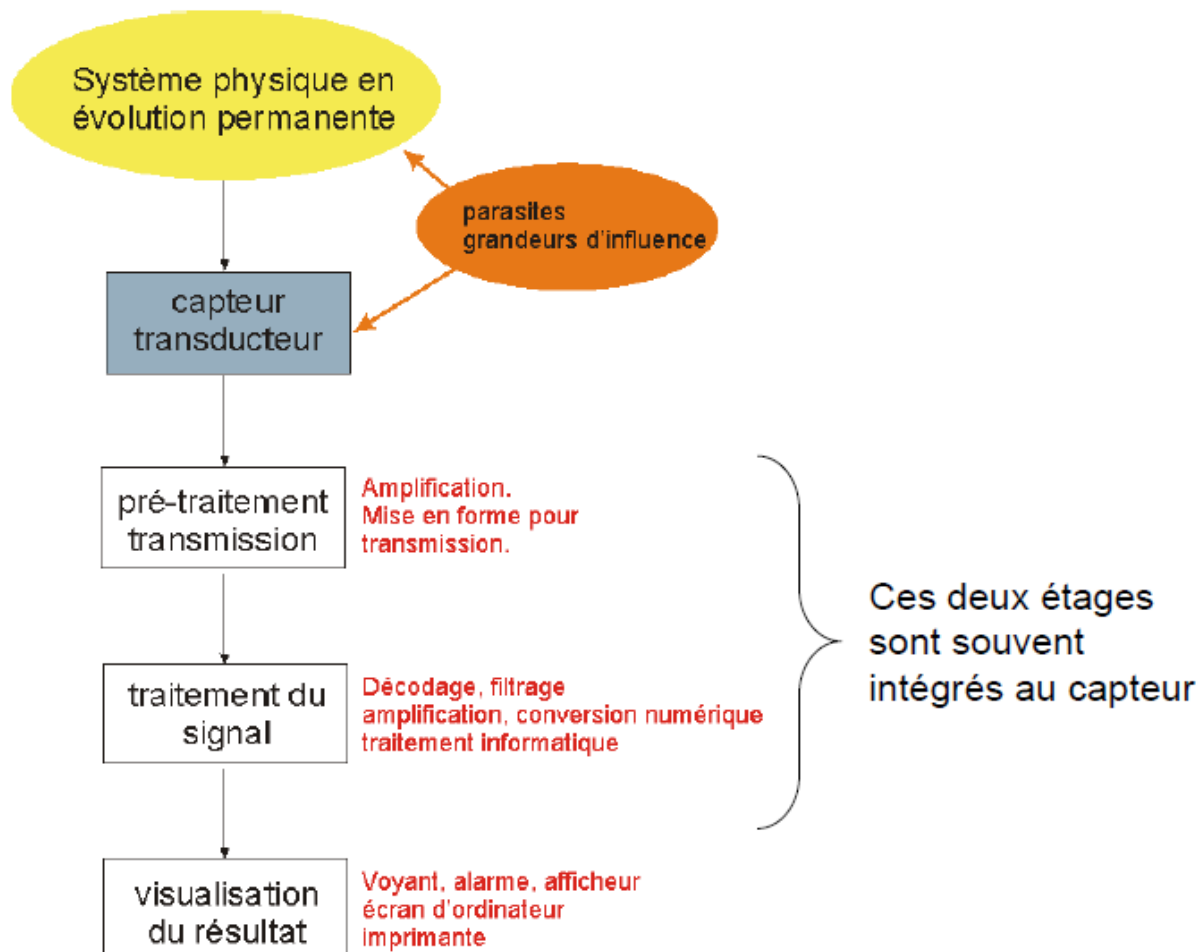 Système physique en
évolution permanente
parasites
grandeurs d'influence
capteur
transducteur
pré-traitement
transmission
Amplification.
Mise en forme pour
transmission.
Ces deux étages
sont souvent
intégrés au capteur
traitement du
signal
Décodage, filtrage
amplification, conversion numérique
traitement informatique
visualisation
du résultat
Voyant, alarme, afficheur
écran d'ordinateur
imprimante